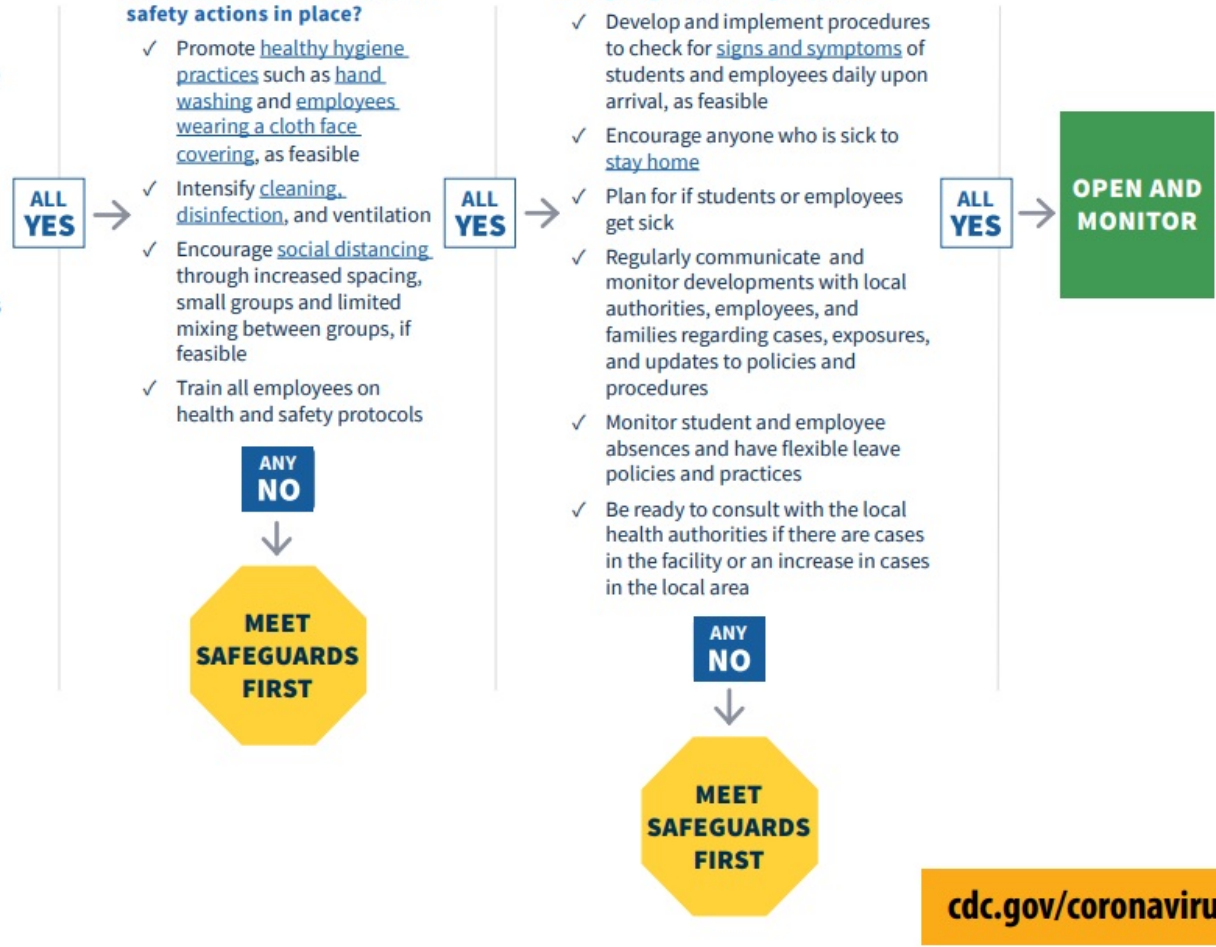 safety actions in place?
✓ Promote healthy hygiene
practices such as hand
washing and employees
wearing a cloth face
covering, as feasible
✓ Intensify cleaning,
disinfection, and ventilation
✓ Encourage social distancing
through increased spacing,
small groups and limited
mixing between groups, if
feasible
✓ Train all employees on
health and safety protocols
ALL
YES
ANY
NO
MEET
SAFEGUARDS
FIRST
ALL
YES
✓ Develop and implement procedures
to check for signs and symptoms of
students and employees daily upon
arrival, as feasible
✓ Encourage anyone who is sick to
stay home
✓ Plan for if students or employees
get sick
✓ Regularly communicate and
monitor developments with local
authorities, employees, and
families regarding cases, exposures,
and updates to policies and
procedures
✓ Monitor student and employee
absences and have flexible leave
policies and practices
✓ Be ready to consult with the local
health authorities if there are cases
in the facility or an increase in cases
in the local area
ANY
NO
MEET
SAFEGUARDS
FIRST
ALL
YES
OPEN AND
MONITOR
cdc.gov/coronaviru